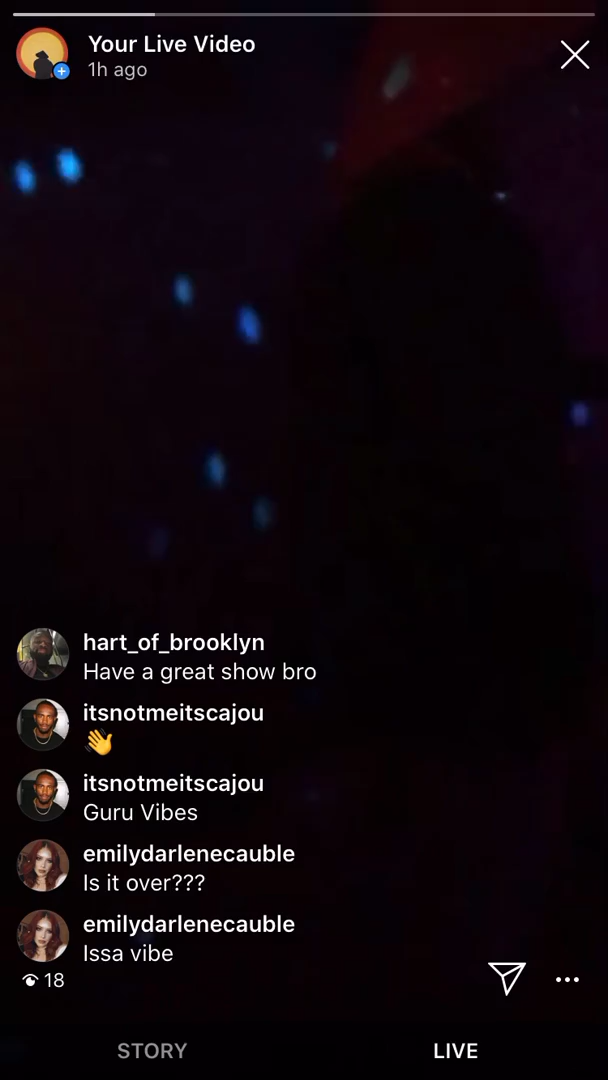 Your Live Video
1h ago
hart_of_brooklyn
Have a great show bro
itsnotmeitscajou
👋
itsnotmeitscajou
Guru Vibes
emilydarlenecauble
Is it over???
emilydarlenecauble
Issa vibe
18
STORY
LIVE